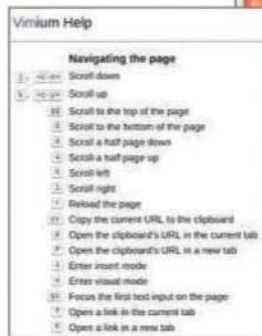 Vimium Help
Navigating the page
Scroll down
Scroll up
gg Scroll to the top of the page
Scroll to the bottom of the page
Scroll a half page down
Scroll a half page up
Scroll left
Scroll right
Reload the page
yy Copy the current URL to the clipboard
Open the clipboard's URL in the current tab
Open the clipboard's URL in a new tab
Enter insert mode
Enter visual mode
Focus the first text input on the page
Open a link in the current tab
Open a link in a new tab